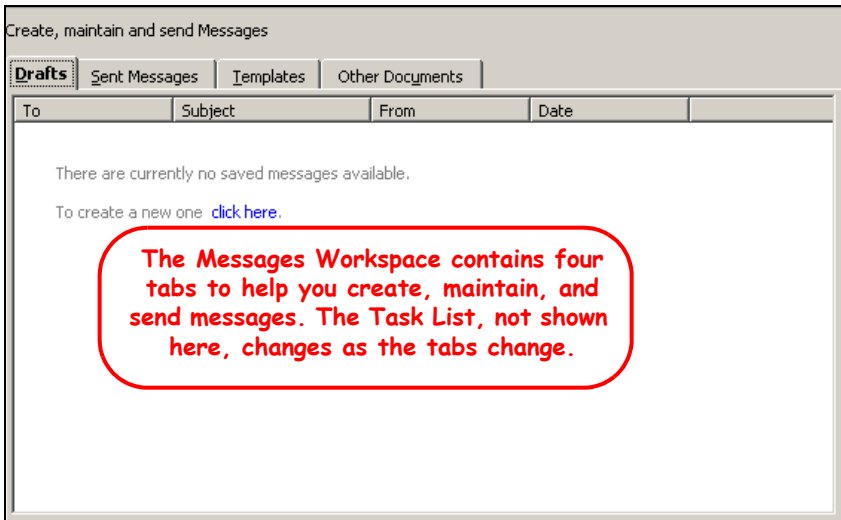 Create, maintain and send Messages
Drafts Sent Messages Templates Other Documents
To Subject From Date
There are currently no saved messages available.
To create a new one click here.
The Messages Workspace contains four
tabs to help you create, maintain, and
send messages. The Task List, not shown
here, changes as the tabs change.